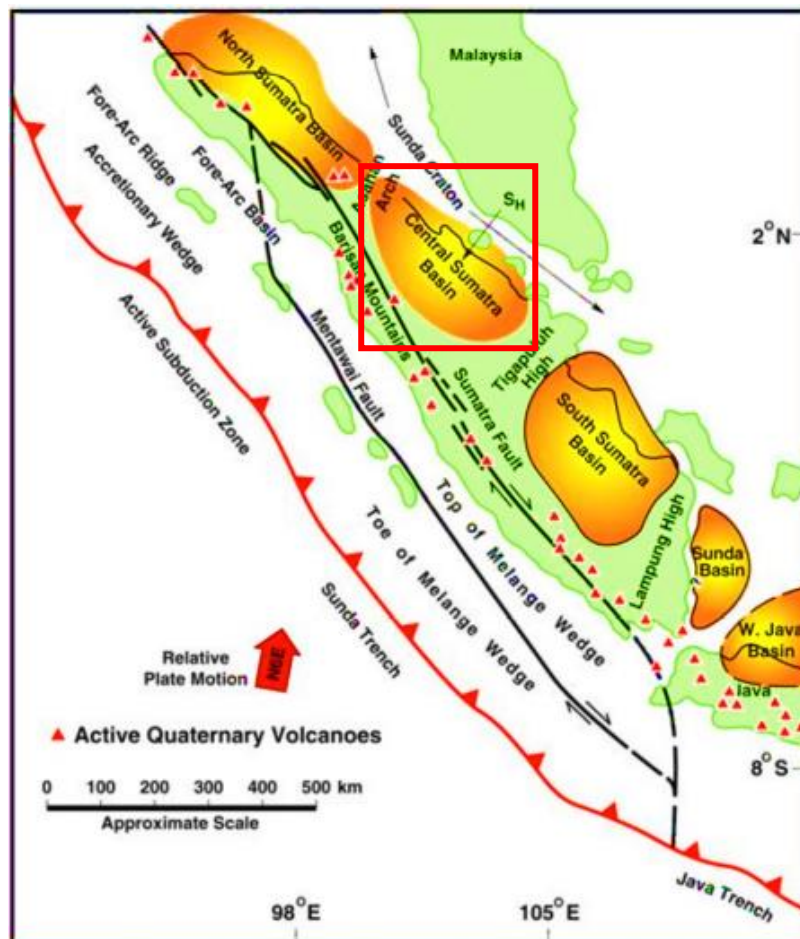 North Sumatra Basin
Malaysia
Sunda Craton
Fore-Arc Ridge
Accretionary Wedge
Fore-Arc Basin
Arch
S_H
2°N
Central Sumatra
Basin
Barisan Mountains
Active Subduction Zone
Mentawai Fault
Tigapuluh
High
Sumatra Fault
South Sumatra
Basin
Top of Melange Wedge
Toe of Melange Wedge
Lampung High
Sunda
Basin
Sunda Trench
W. Java
Basin
Relative
Plate Motion
N6E
Java
Active Quaternary Volcanoes
8°S
0 100 200 300 400 500 km
Approximate Scale
Java Trench
98°E
105°E